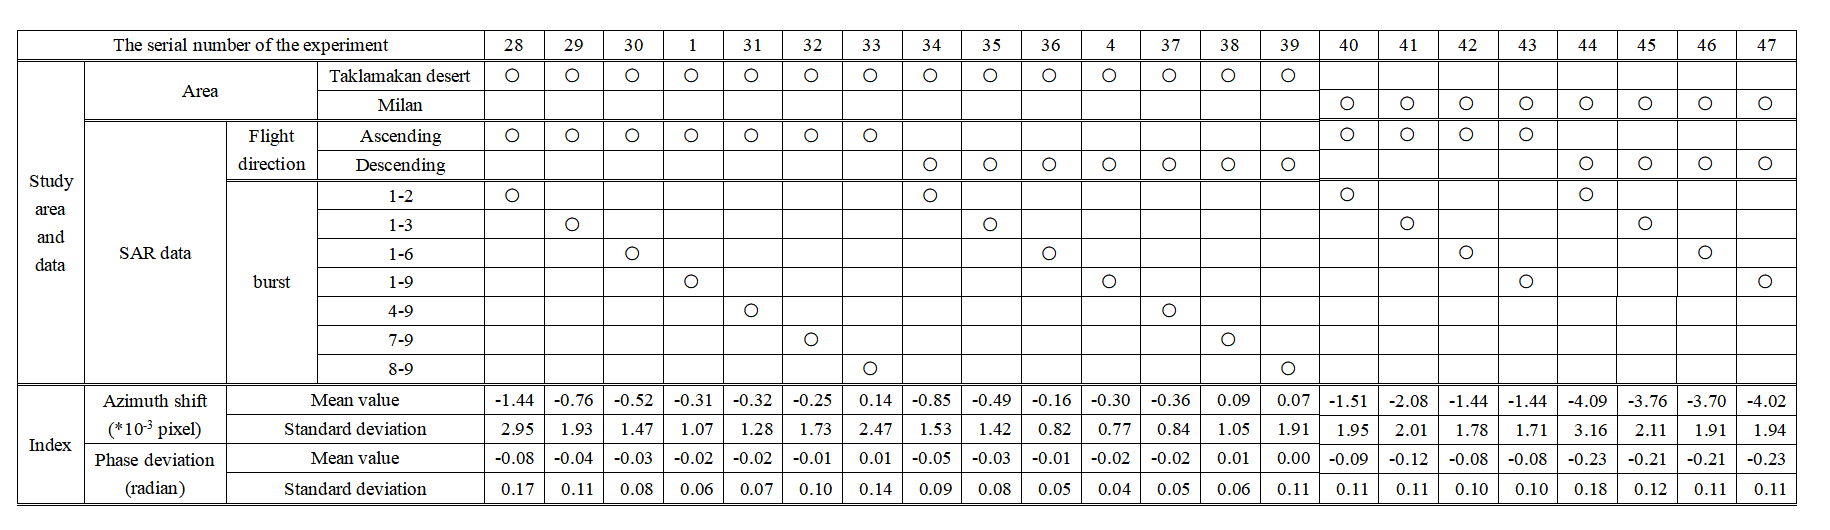 The serial number of the experiment 28 29 30 1 31 32 33 34 35 36 4 37 38 39 40 41 42 43 44 45 46 47
Study area and data
Area
Taklamakan desert ○ ○ ○ ○ ○ ○ ○ ○ ○ ○ ○ ○ ○ ○
Milan ○ ○ ○ ○ ○ ○ ○ ○
SAR data
Flight direction
Ascending ○ ○ ○ ○ ○ ○ ○ ○ ○ ○ ○
Descending ○ ○ ○ ○ ○ ○ ○ ○ ○ ○ ○
burst
1-2 ○ ○ ○ ○
1-3 ○ ○ ○ ○
1-6 ○ ○ ○ ○
1-9 ○ ○ ○ ○
4-9 ○ ○
7-9 ○ ○
8-9 ○ ○
Index
Azimuth shift (*10-3 pixel)
Mean value -1.44 -0.76 -0.52 -0.31 -0.32 -0.25 0.14 -0.85 -0.49 -0.16 -0.30 -0.36 0.09 0.07 -1.51 -2.08 -1.44 -1.44 -4.09 -3.76 -3.70 -4.02
Standard deviation 2.95 1.93 1.47 1.07 1.28 1.73 2.47 1.53 1.42 0.82 0.77 0.84 1.05 1.91 1.95 2.01 1.78 1.71 3.16 2.11 1.91 1.94
Phase deviation (radian)
Mean value -0.08 -0.04 -0.03 -0.02 -0.02 -0.01 0.01 -0.05 -0.03 -0.01 -0.02 -0.02 0.01 0.00 -0.09 -0.12 -0.08 -0.08 -0.23 -0.21 -0.21 -0.23
Standard deviation 0.17 0.11 0.08 0.06 0.07 0.10 0.14 0.09 0.08 0.05 0.04 0.05 0.06 0.11 0.11 0.11 0.10 0.10 0.18 0.12 0.11 0.11